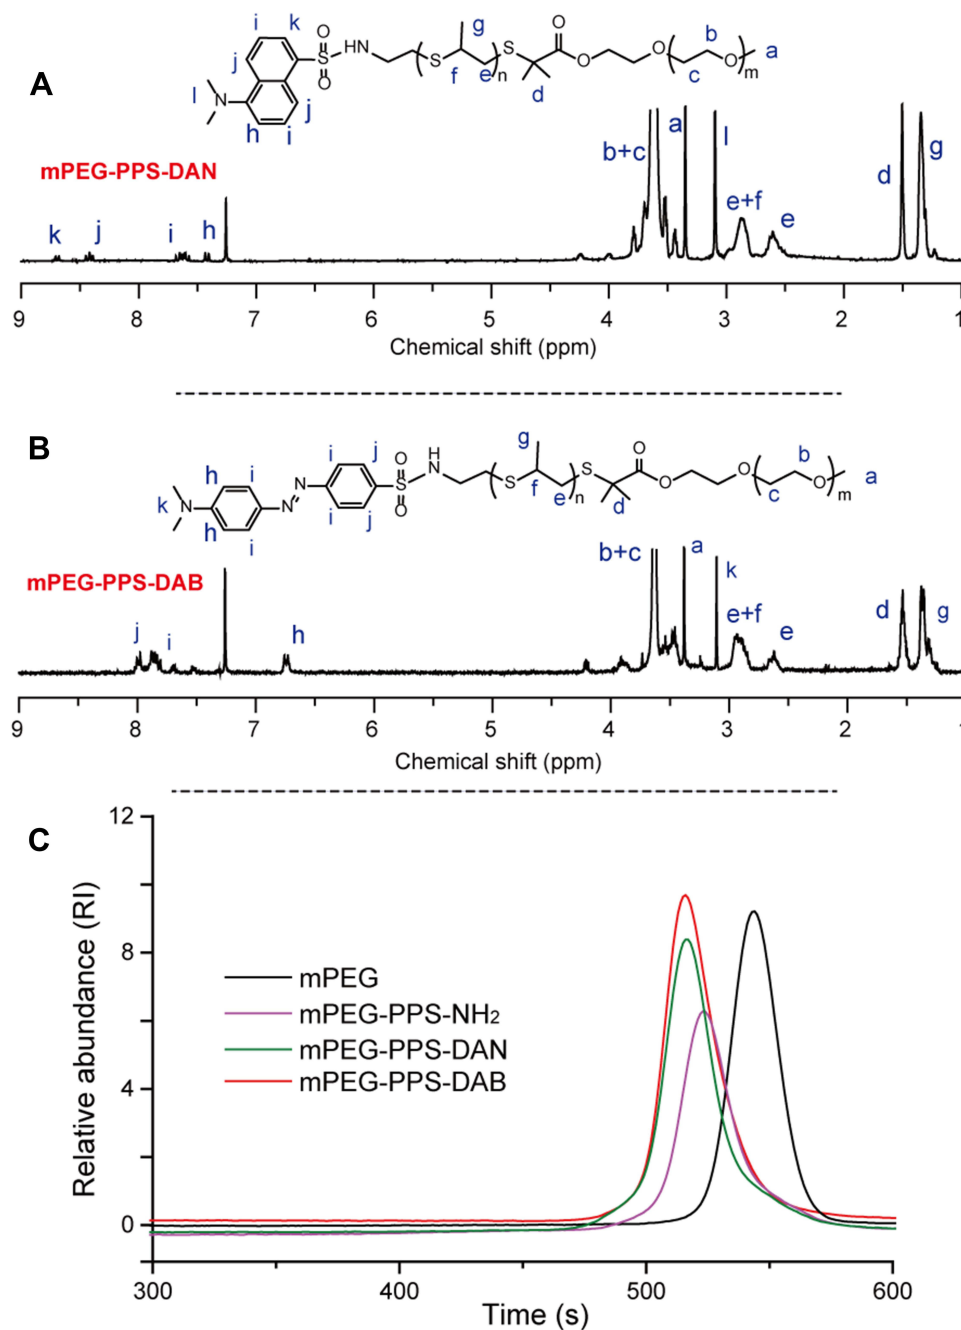 A
i k O HN g S S O O b a
j S f e n O O O m
O d c
l N j
h i
mPEG-PPS-DAN
k j i h b+c a l e+f e d g
9 8 7 6 5 4 3 2 1
Chemical shift (ppm)
B
i j O H N g S S O O b a
h i N N S f e n O O O m
k N i j O d c
h i
mPEG-PPS-DAB
j i h b+c a k e+f e d g
9 8 7 6 5 4 3 2 1
Chemical shift (ppm)
C
12
8
4
0
Relative abundance (RI)
mPEG
mPEG-PPS-NH2
mPEG-PPS-DAN
mPEG-PPS-DAB
300 400 500 600
Time (s)